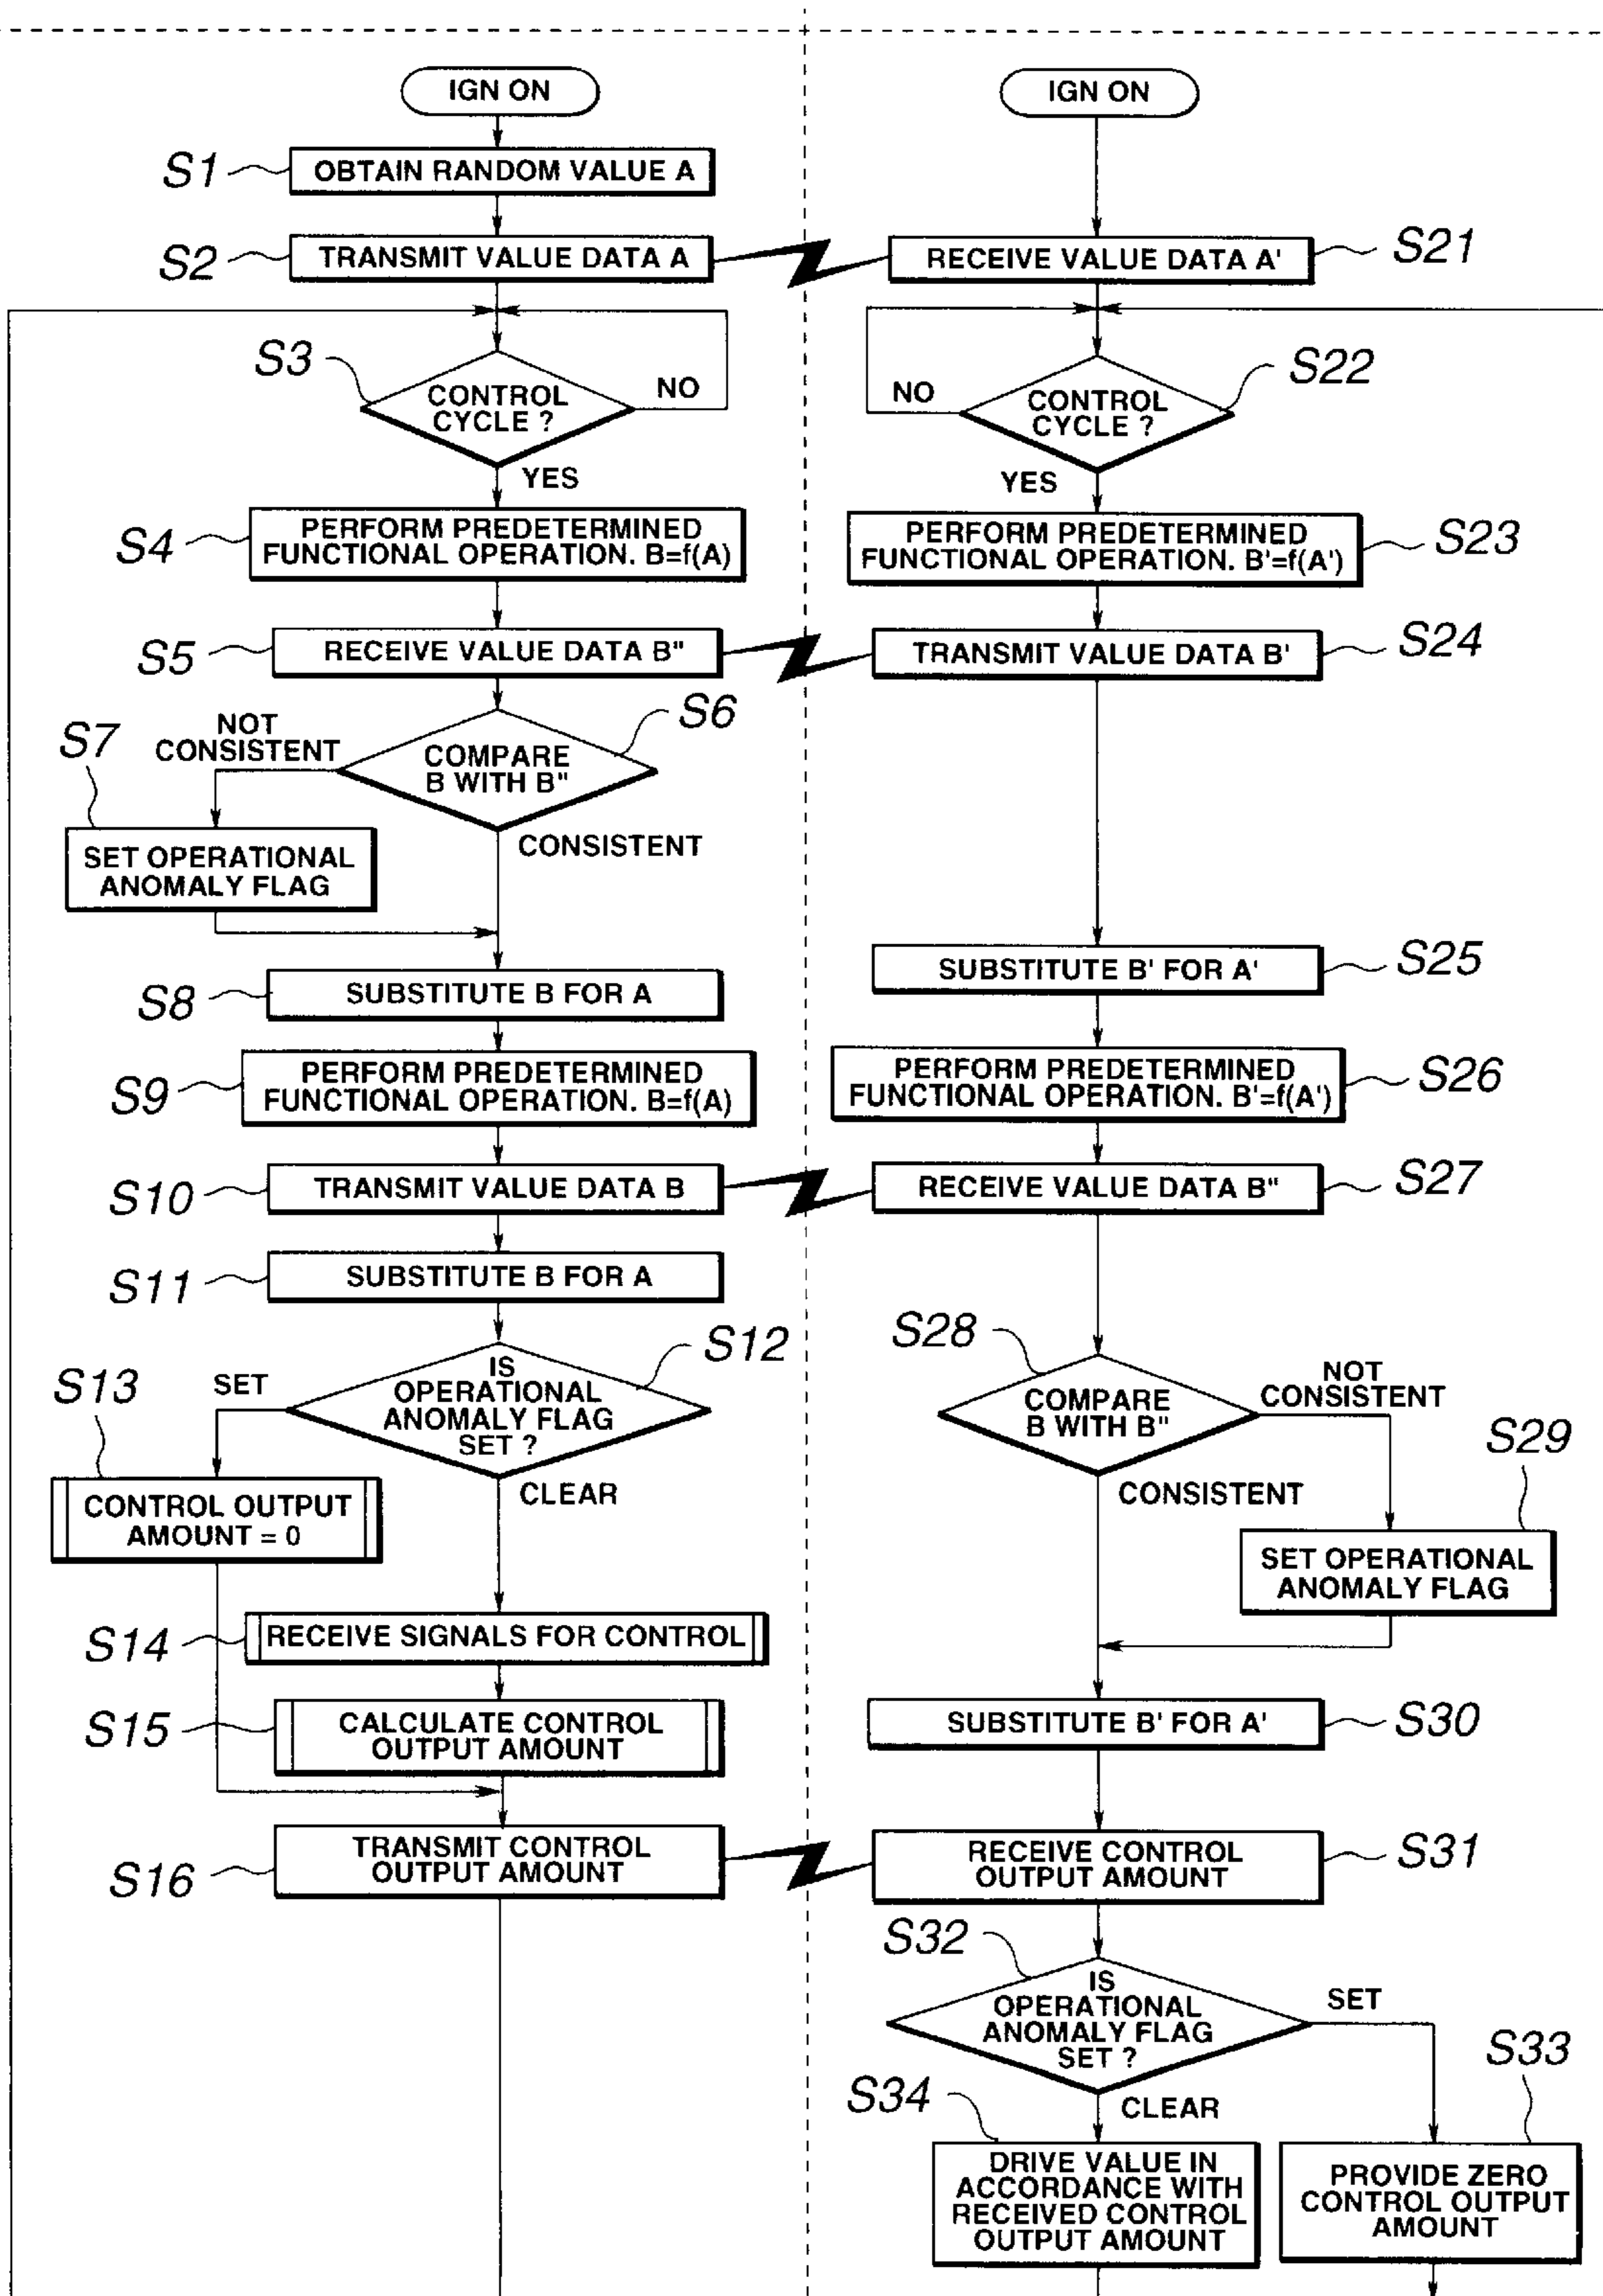 IGN ON
S1
OBTAIN RANDOM VALUE A
S2
TRANSMIT VALUE DATA A
S3
CONTROL
CYCLE ?
NO
YES
S4
PERFORM PREDETERMINED
FUNCTIONAL OPERATION. B=f(A)
S5
RECEIVE VALUE DATA B"
S6
COMPARE
B WITH B"
NOT
CONSISTENT
CONSISTENT
S7
SET OPERATIONAL
ANOMALY FLAG
S8
SUBSTITUTE B FOR A
S9
PERFORM PREDETERMINED
FUNCTIONAL OPERATION. B=f(A)
S10
TRANSMIT VALUE DATA B
S11
SUBSTITUTE B FOR A
S12
IS
OPERATIONAL
ANOMALY FLAG
SET ?
SET
CLEAR
S13
CONTROL OUTPUT
AMOUNT = 0
S14
RECEIVE SIGNALS FOR CONTROL
S15
CALCULATE CONTROL
OUTPUT AMOUNT
S16
TRANSMIT CONTROL
OUTPUT AMOUNT
IGN ON
RECEIVE VALUE DATA A'
S21
CONTROL
CYCLE ?
S22
NO
YES
PERFORM PREDETERMINED
FUNCTIONAL OPERATION. B'=f(A')
S23
TRANSMIT VALUE DATA B'
S24
SUBSTITUTE B' FOR A'
S25
PERFORM PREDETERMINED
FUNCTIONAL OPERATION. B'=f(A')
S26
RECEIVE VALUE DATA B"
S27
S28
COMPARE
B WITH B"
NOT
CONSISTENT
CONSISTENT
S29
SET OPERATIONAL
ANOMALY FLAG
SUBSTITUTE B' FOR A'
S30
RECEIVE CONTROL
OUTPUT AMOUNT
S31
S32
IS
OPERATIONAL
ANOMALY FLAG
SET ?
SET
CLEAR
S33
PROVIDE ZERO
CONTROL OUTPUT
AMOUNT
S34
DRIVE VALUE IN
ACCORDANCE WITH
RECEIVED CONTROL
OUTPUT AMOUNT